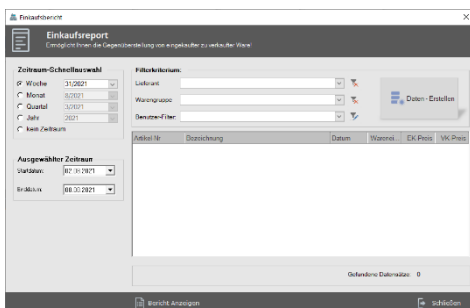 Einkaufsbericht
Einkaufsreport
Ermöglicht Ihnen die Gegenüberstellung von eingekaufter zu verkaufter Ware!
Zeitraum-Schnellauswahl
Woche 31/2021
Monat 8/2021
Quartal 3/2021
Jahr 2021
kein Zeitraum
Ausgewählter Zeitraum
Startdatum: 02.08.2021
Enddatum: 08.08.2021
Filterkriterium:
Lieferant
Warengruppe
Benutzer-Filter:
Daten - Erstellen
Artikel Nr Bezeichnung Datum Warenei... EK Preis VK Preis
Gefundene Datensätze: 0
Bericht Anzeigen
Schließen